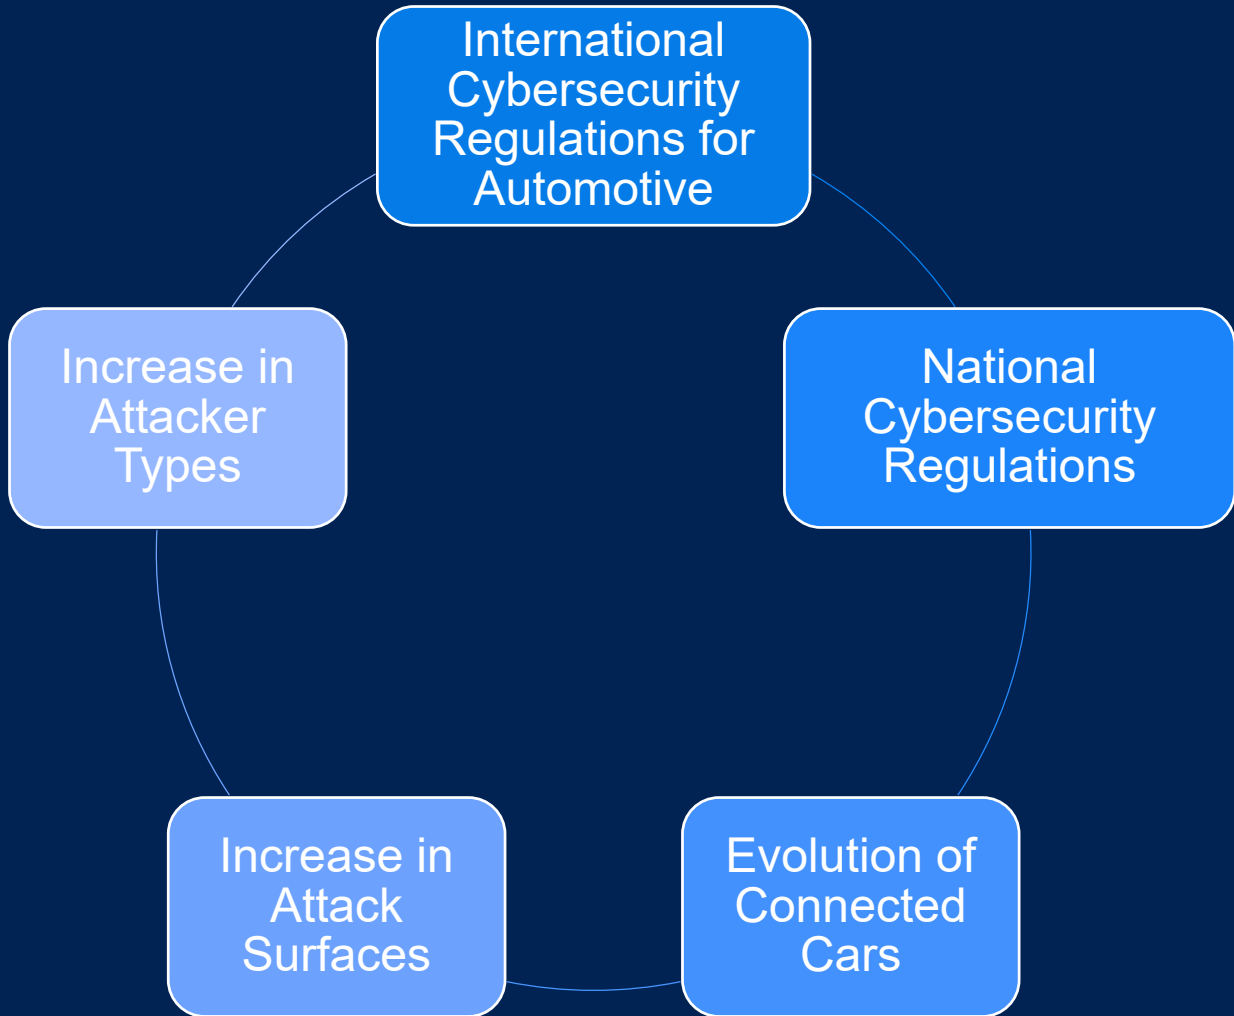 International
Cybersecurity
Regulations for
Automotive
National
Cybersecurity
Regulations
Evolution of
Connected
Cars
Increase in
Attack
Surfaces
Increase in
Attacker
Types